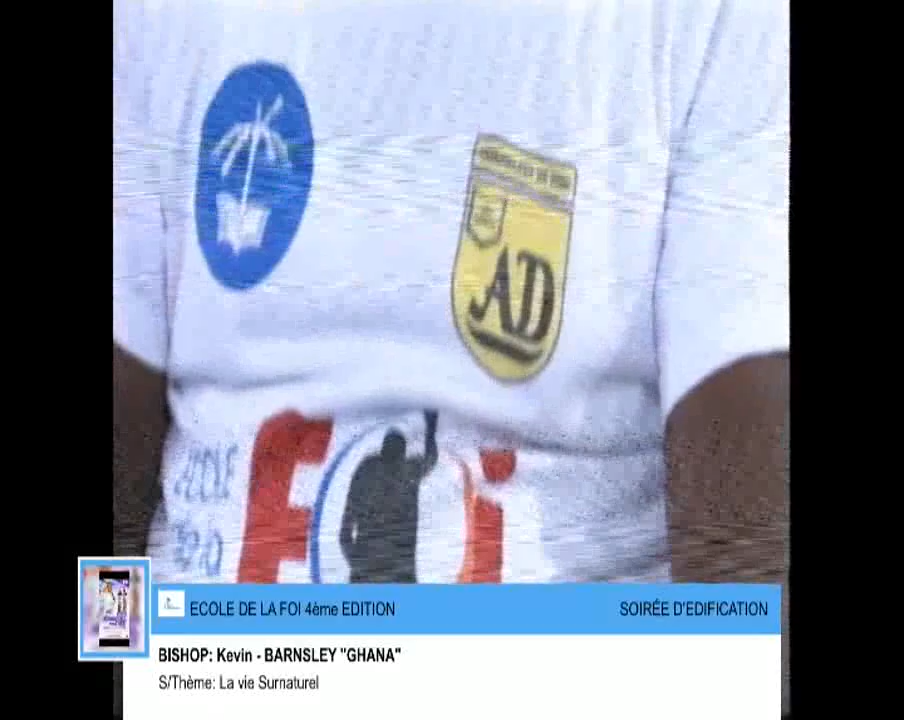 AD
ECOLE
Foi
ECOLE DE LA FOI 4ème EDITION
SOIRÉE D'EDIFICATION
BISHOP: Kevin - BARNSLEY "GHANA"
S/Thème: La vie Surnaturel